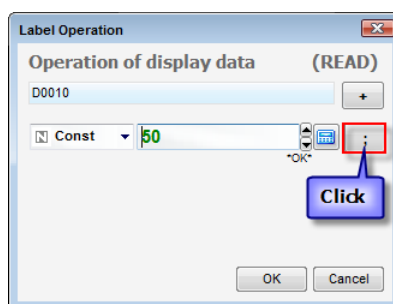 Label Operation
Operation of display data (READ)
D0010
+
N Const 50 ;
*OK*
Click
OK Cancel